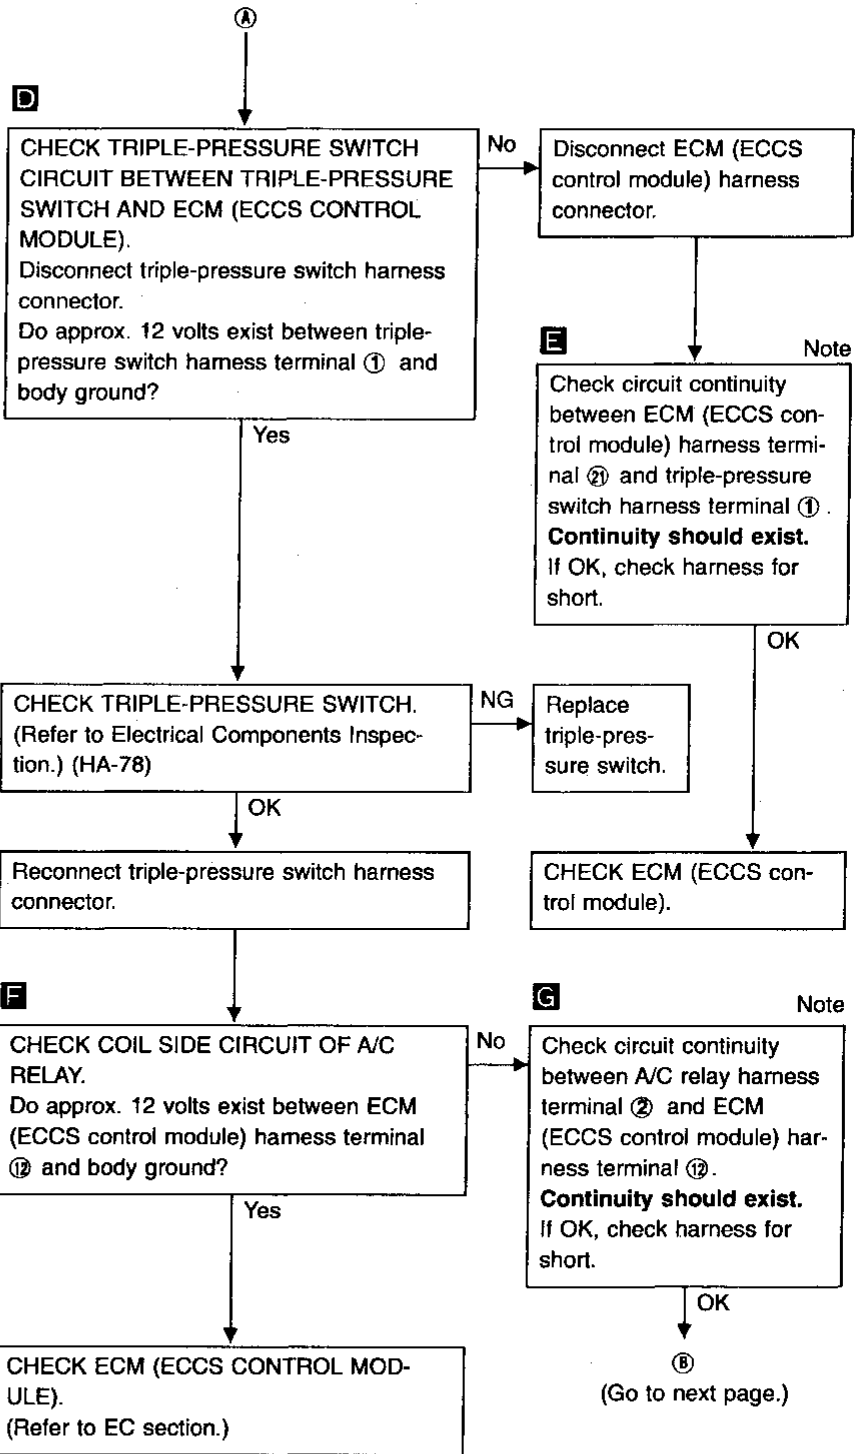 Ⓐ
D
CHECK TRIPLE-PRESSURE SWITCH
CIRCUIT BETWEEN TRIPLE-PRESSURE
SWITCH AND ECM (ECCS CONTROL
MODULE).
Disconnect triple-pressure switch harness
connector.
Do approx. 12 volts exist between triple-
pressure switch harness terminal ① and
body ground?
No
Disconnect ECM (ECCS
control module) harness
connector.
Yes
E
Note
Check circuit continuity
between ECM (ECCS con-
trol module) harness termi-
nal ㉑ and triple-pressure
switch harness terminal ① .
Continuity should exist.
If OK, check harness for
short.
OK
CHECK TRIPLE-PRESSURE SWITCH.
(Refer to Electrical Components Inspec-
tion.) (HA-78)
NG
Replace
triple-pres-
sure switch.
OK
Reconnect triple-pressure switch harness
connector.
CHECK ECM (ECCS con-
trol module).
F
CHECK COIL SIDE CIRCUIT OF A/C
RELAY.
Do approx. 12 volts exist between ECM
(ECCS control module) harness terminal
⑫ and body ground?
No
G
Note
Check circuit continuity
between A/C relay harness
terminal ② and ECM
(ECCS control module) har-
ness terminal ⑫.
Continuity should exist.
If OK, check harness for
short.
Yes
OK
CHECK ECM (ECCS CONTROL MOD-
ULE).
(Refer to EC section.)
Ⓑ
(Go to next page.)